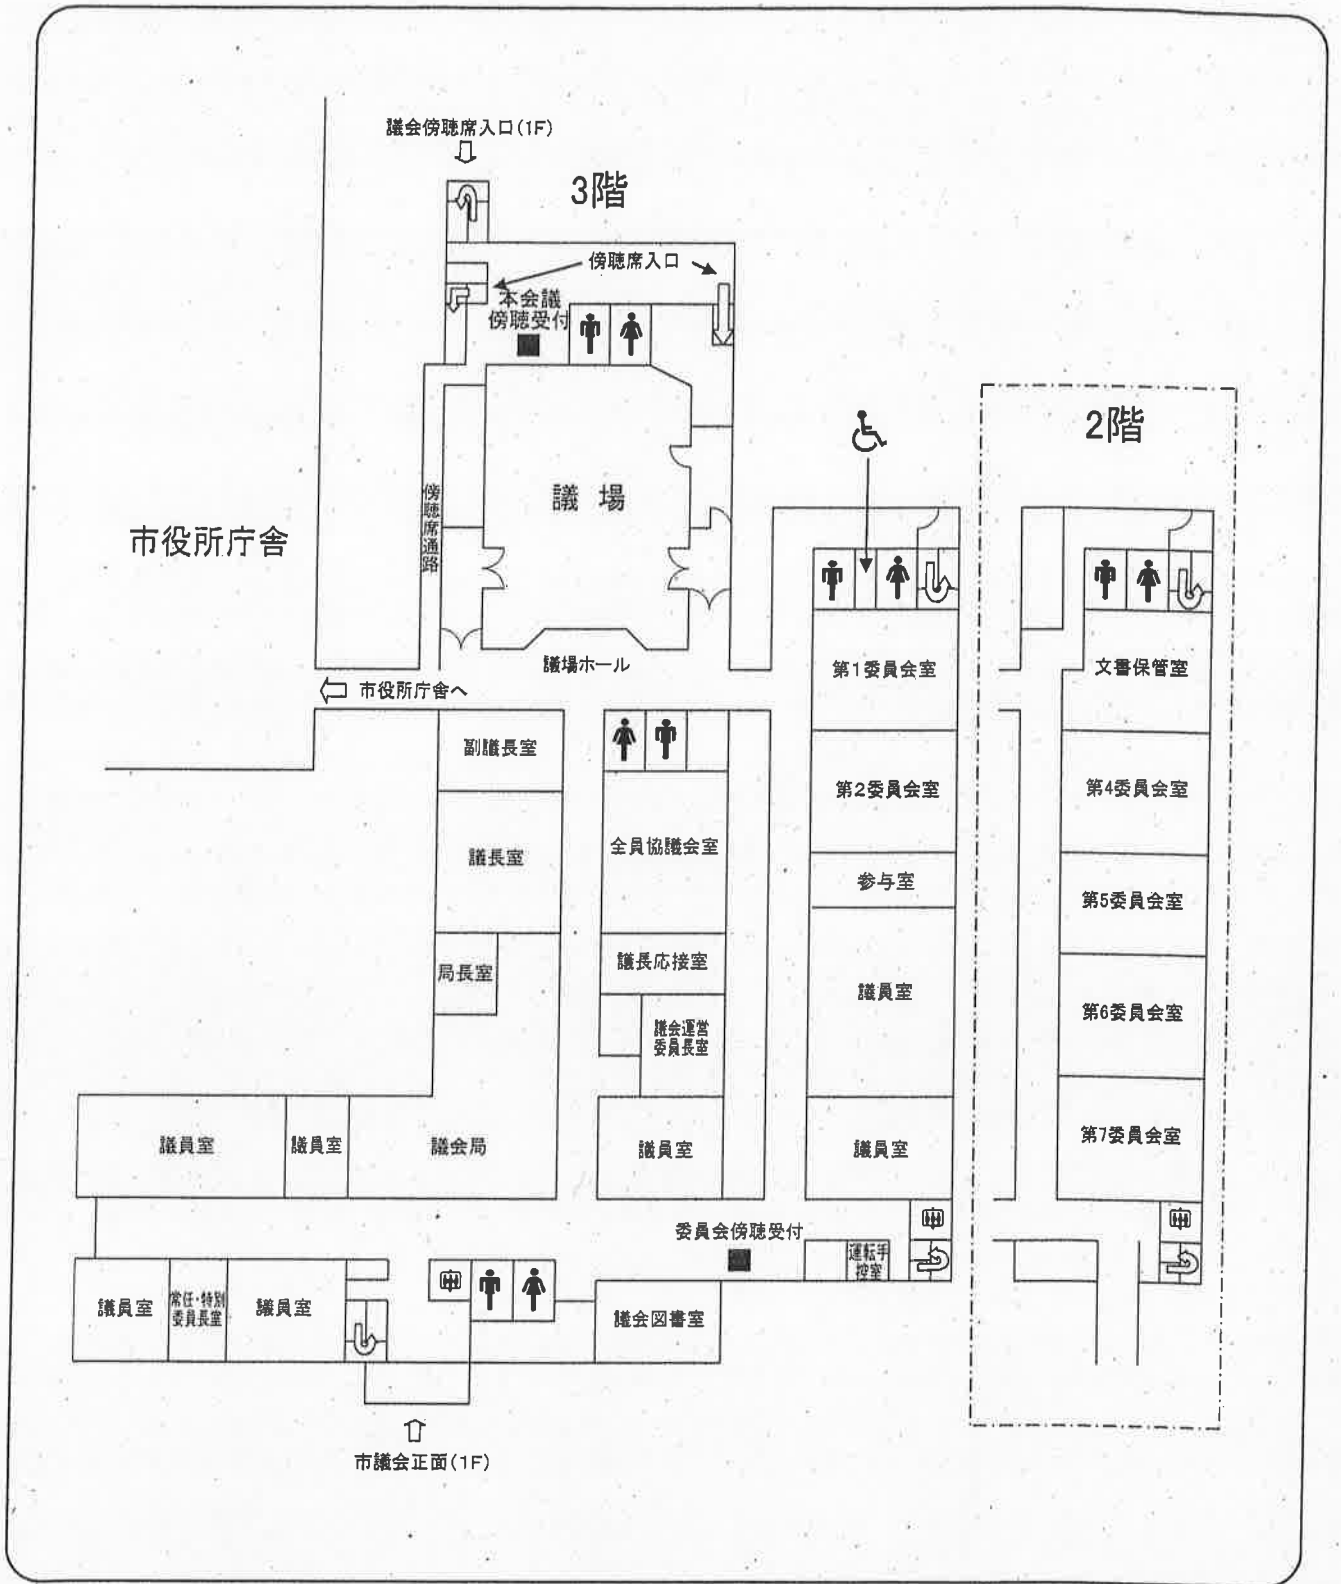 議会傍聴席入口(1F)
3階
傍聴席入口
本会議
傍聴受付
2階
議場
傍聴席通路
市役所庁舎
議場ホール
市役所庁舎へ
第1委員会室
文書保管室
副議長室
第2委員会室
第4委員会室
議長室
全員協議会室
参与室
第5委員会室
局長室
議長応接室
議員室
第6委員会室
議会運営
委員長室
議員室
議員室
議会局
議員室
議員室
第7委員会室
委員会傍聴受付
運転手
控室
議員室
常任・特別
委員長室
議員室
議会図書室
市議会正面(1F)